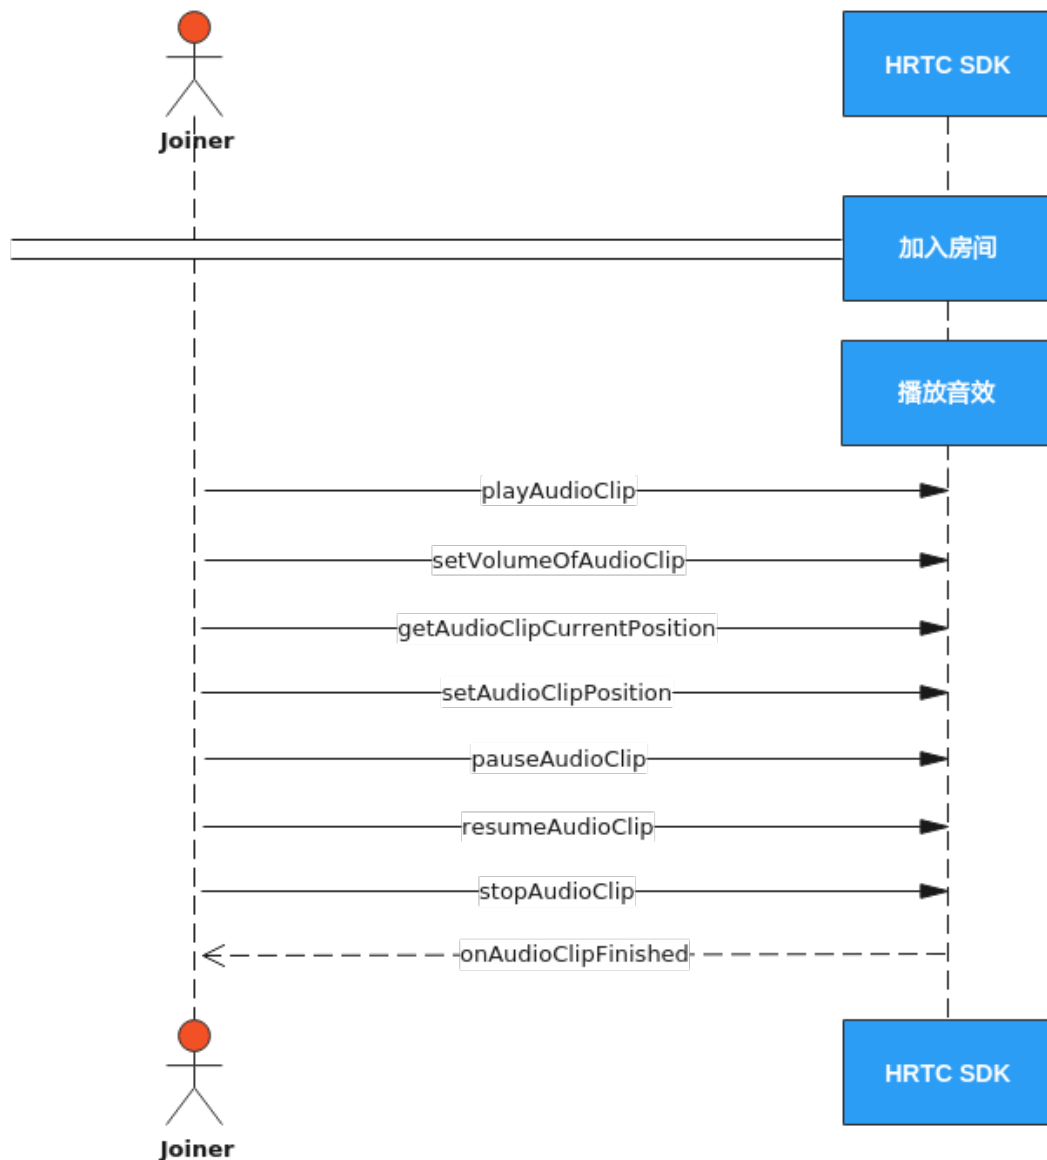 HRTC SDK
Joiner
加入房间
播放音效
playAudioClip
setVolumeOfAudioClip
getAudioClipCurrentPosition
setAudioClipPosition
pauseAudioClip
resumeAudioClip
stopAudioClip
onAudioClipFinished
HRTC SDK
Joiner